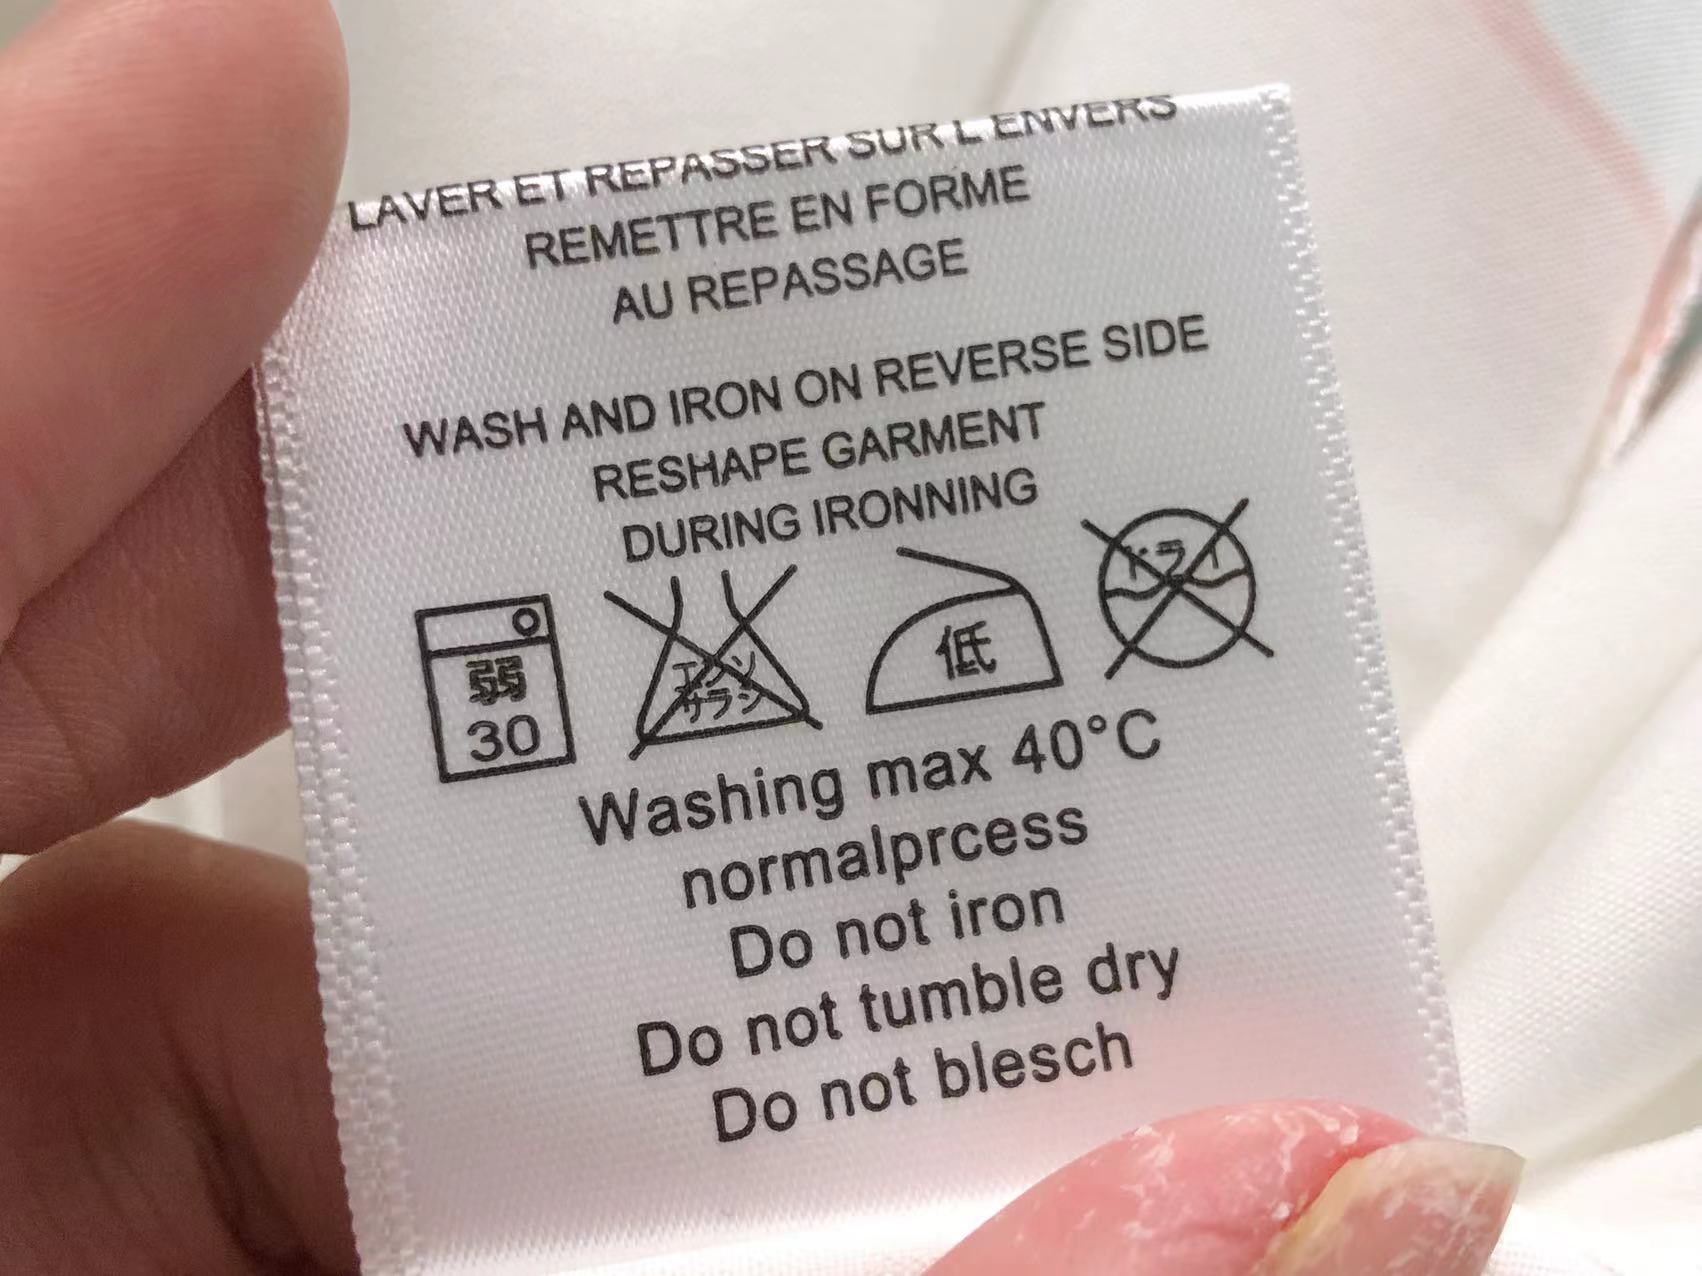 LAVER ET REPASSER SUR L'ENVERS
REMETTRE EN FORME
AU REPASSAGE
WASH AND IRON ON REVERSE SIDE
RESHAPE GARMENT
DURING IRONNING
弱
30
エンソ
サラシ
低
ドライ
Washing max 40°C
normalprcess
Do not iron
Do not tumble dry
Do not blesch